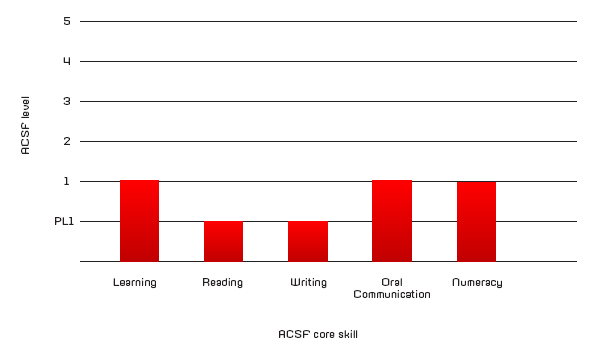 5
4
3
2
1
PL1
ACSF level
Learning
Reading
Writing
Oral
Communication
Numeracy
ACSF core skill